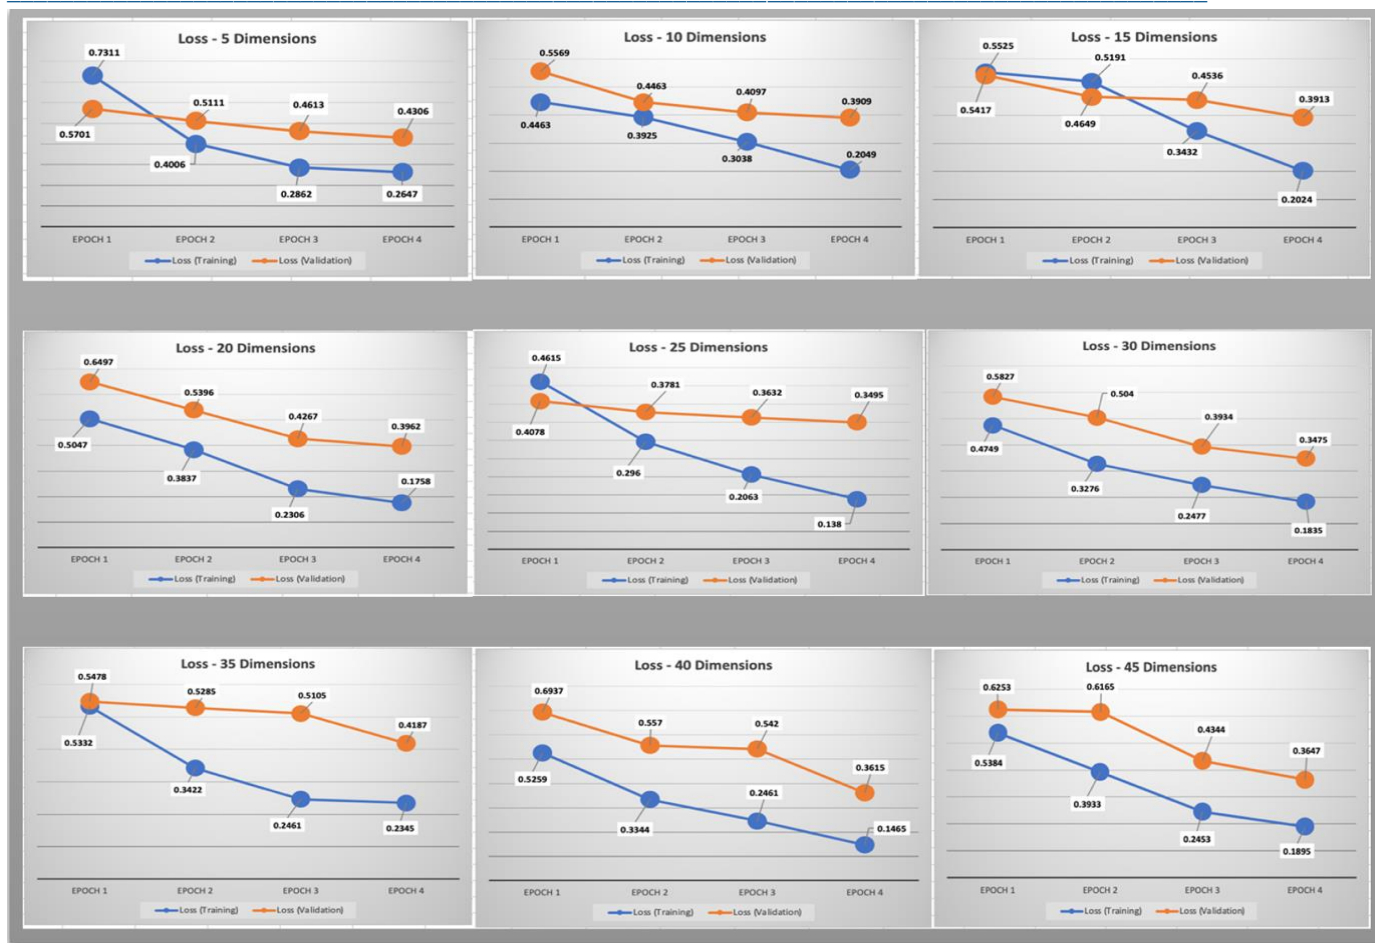 Loss - 5 Dimensions
0.7311
0.5111
0.4613
0.4306
0.5701
0.4006
0.2862
0.2647
EPOCH 1 EPOCH 2 EPOCH 3 EPOCH 4
Loss (Training) Loss (Validation)
Loss - 10 Dimensions
0.5569
0.4463
0.4097
0.3909
0.4463
0.3925
0.3038
0.2049
EPOCH 1 EPOCH 2 EPOCH 3 EPOCH 4
Loss (Training) Loss (Validation)
Loss - 15 Dimensions
0.5525
0.5191
0.4536
0.3913
0.5417
0.4649
0.3432
0.2024
EPOCH 1 EPOCH 2 EPOCH 3 EPOCH 4
Loss (Training) Loss (Validation)
Loss - 20 Dimensions
0.6497
0.5396
0.4267
0.3962
0.5047
0.3837
0.2306
0.1758
EPOCH 1 EPOCH 2 EPOCH 3 EPOCH 4
Loss (Training) Loss (Validation)
Loss - 25 Dimensions
0.4615
0.3781
0.3632
0.3495
0.4078
0.296
0.2063
0.138
EPOCH 1 EPOCH 2 EPOCH 3 EPOCH 4
Loss (Training) Loss (Validation)
Loss - 30 Dimensions
0.5827
0.504
0.3934
0.3475
0.4749
0.3276
0.2477
0.1835
EPOCH 1 EPOCH 2 EPOCH 3 EPOCH 4
Loss (Training) Loss (Validation)
Loss - 35 Dimensions
0.5478
0.5285
0.5105
0.4187
0.5332
0.3422
0.2461
0.2345
EPOCH 1 EPOCH 2 EPOCH 3 EPOCH 4
Loss (Training) Loss (Validation)
Loss - 40 Dimensions
0.6937
0.557
0.542
0.3615
0.5259
0.3344
0.2461
0.1465
EPOCH 1 EPOCH 2 EPOCH 3 EPOCH 4
Loss (Training) Loss (Validation)
Loss - 45 Dimensions
0.6253
0.6165
0.4344
0.3647
0.5384
0.3933
0.2453
0.1895
EPOCH 1 EPOCH 2 EPOCH 3 EPOCH 4
Loss (Training) Loss (Validation)